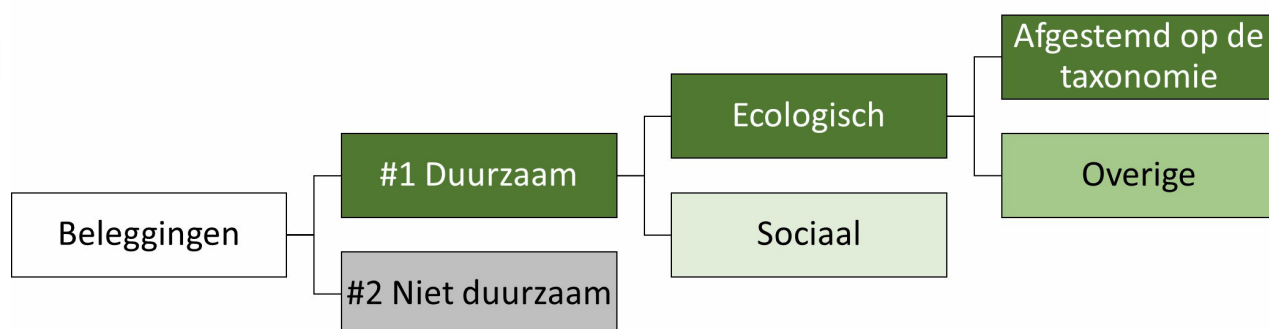 Afgestemd op de
taxonomie
Ecologisch
#1 Duurzaam
Overige
Beleggingen
Sociaal
#2 Niet duurzaam